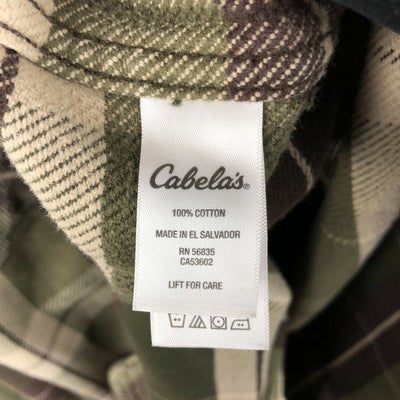 Cabela's®
100% COTTON
MADE IN EL SALVADOR
RN 56835
CA53602
LIFT FOR CARE